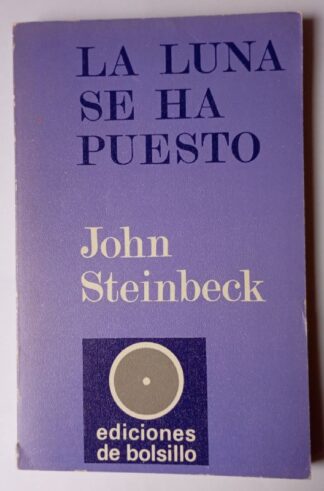 LA LUNA
SE HA
PUESTO
John
Steinbeck
ediciones
de bolsillo